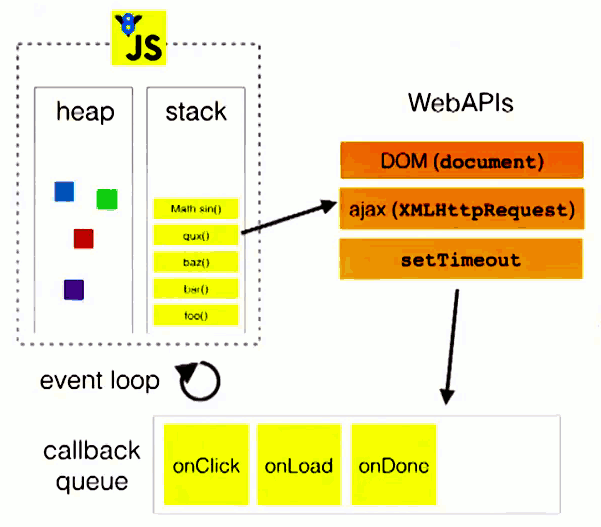 8
JS
heap
stack
Math sin()
qux()
baz()
bar()
foo()
WebAPIs
DOM (document)
ajax (XMLHttpRequest)
setTimeout
event loop
callback
queue
onClick
onLoad
onDone